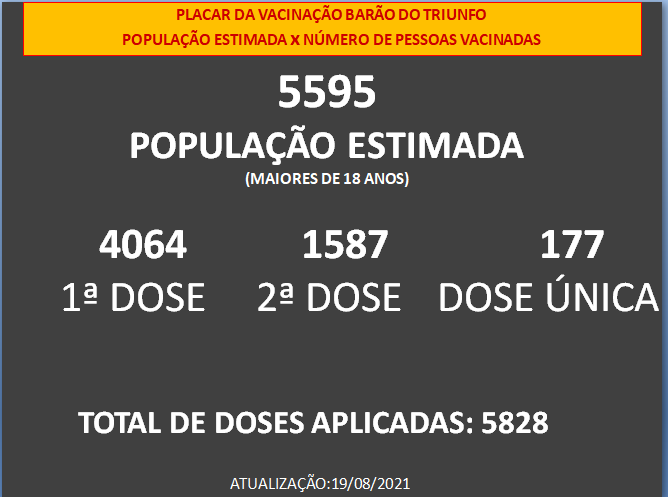 PLACAR DA VACINAÇÃO BARÃO DO TRIUNFO
POPULAÇÃO ESTIMADA x NÚMERO DE PESSOAS VACINADAS
5595
POPULAÇÃO ESTIMADA
(MAIORES DE 18 ANOS)
4064 1587 177
1ª DOSE 2ª DOSE DOSE ÚNICA
TOTAL DE DOSES APLICADAS: 5828
ATUALIZAÇÃO:19/08/2021